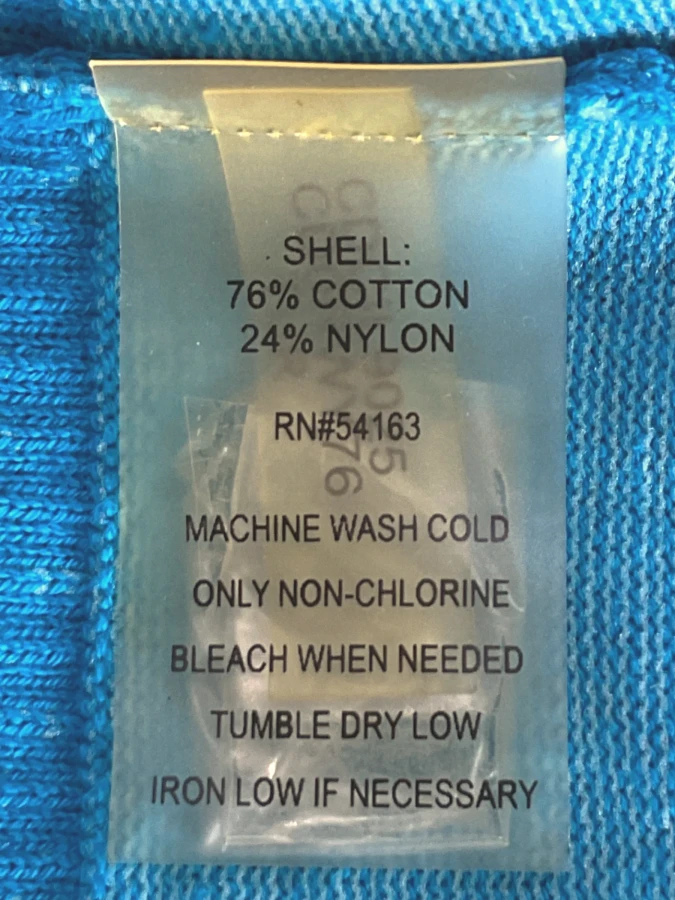 SHELL:
76% COTTON
24% NYLON
RN#54163
MACHINE WASH COLD
ONLY NON-CHLORINE
BLEACH WHEN NEEDED
TUMBLE DRY LOW
IRON LOW IF NECESSARY